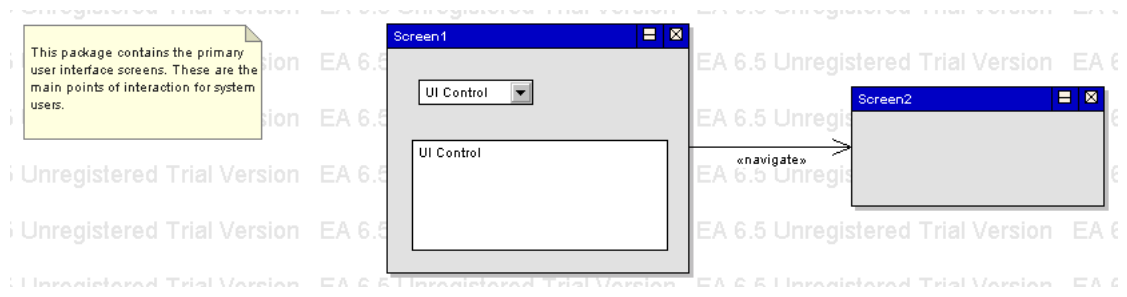 This package contains the primary
user interface screens. These are the
main points of interaction for system
users.
Screen1
UI Control
UI Control
«navigate»
Screen2
EA 6.5 Unregistered Trial Version